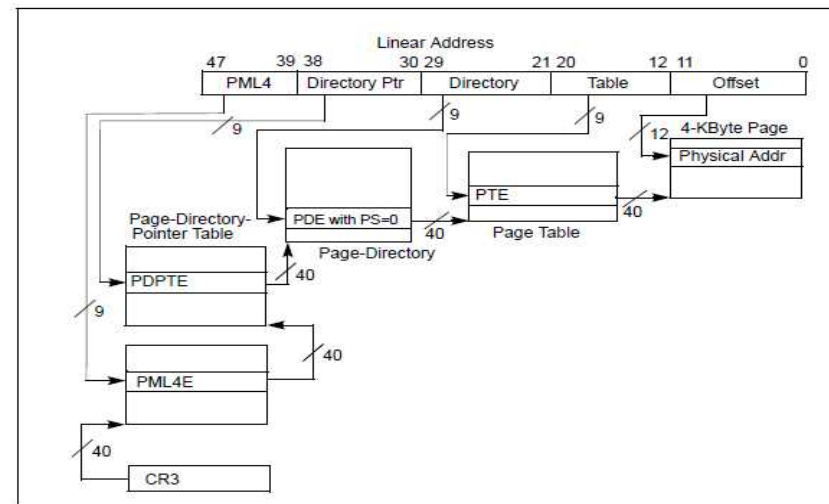 Linear Address
47 39 38 30 29 21 20 12 11 0
PML4 Directory Ptr Directory Table Offset
9 9 9 12 4-KByte Page
Physical Addr
PTE
40
PDE with PS=0
40
Page Table
Page-Directory-
Pointer Table
Page-Directory
PDPTE
40
9
40
PML4E
40
CR3